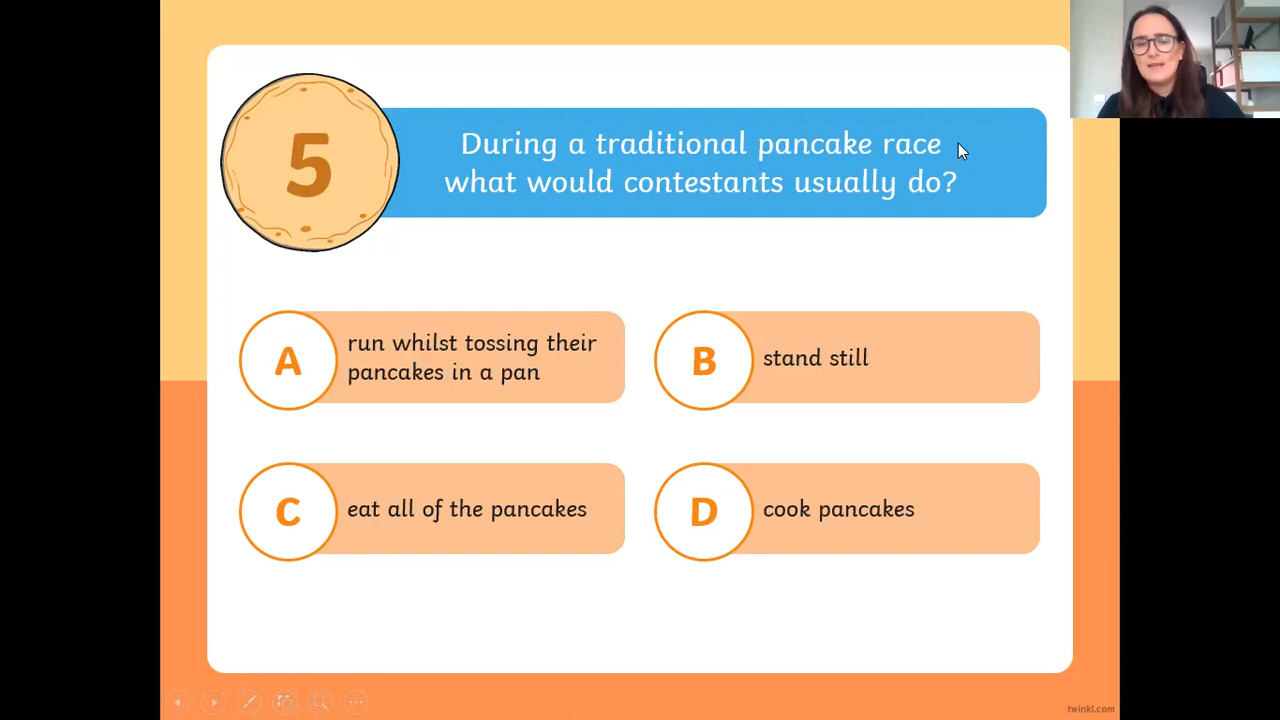 5
During a traditional pancake race
what would contestants usually do?
A
run whilst tossing their
pancakes in a pan
B
stand still
C
eat all of the pancakes
D
cook pancakes
twinkl.com